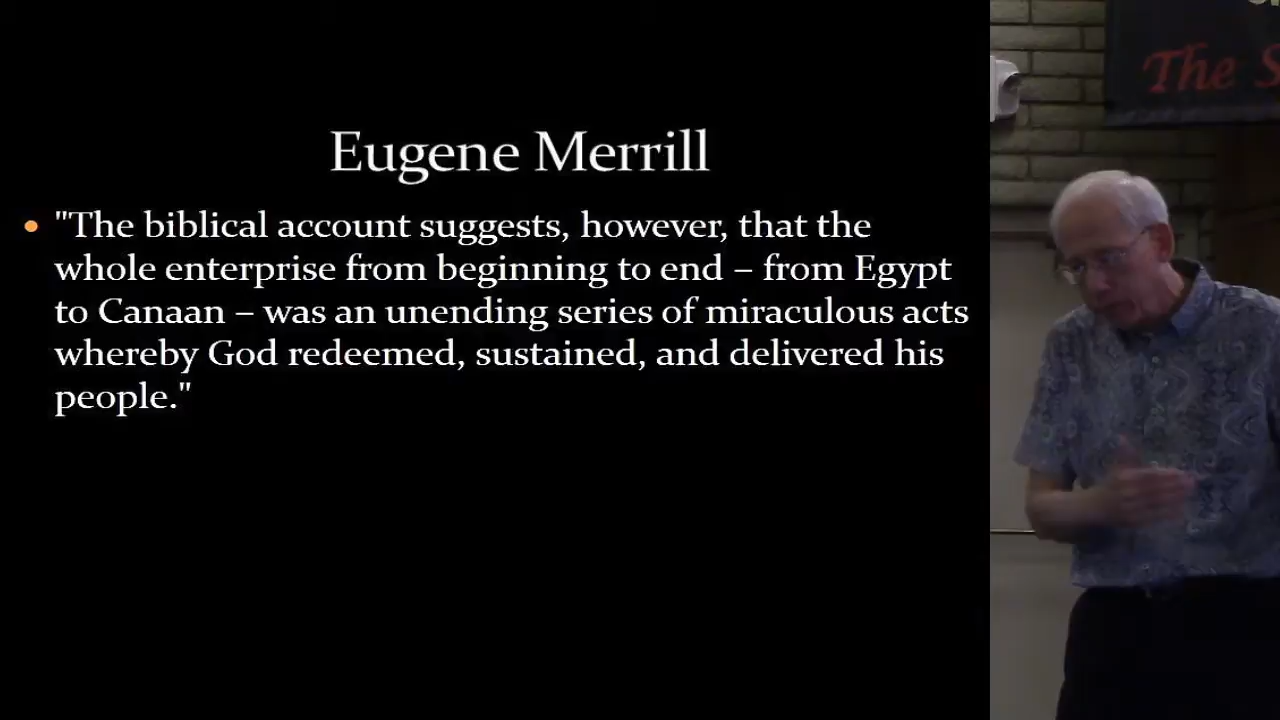 The S
Eugene Merrill
• "The biblical account suggests, however, that the
whole enterprise from beginning to end – from Egypt
to Canaan – was an unending series of miraculous acts
whereby God redeemed, sustained, and delivered his
people."